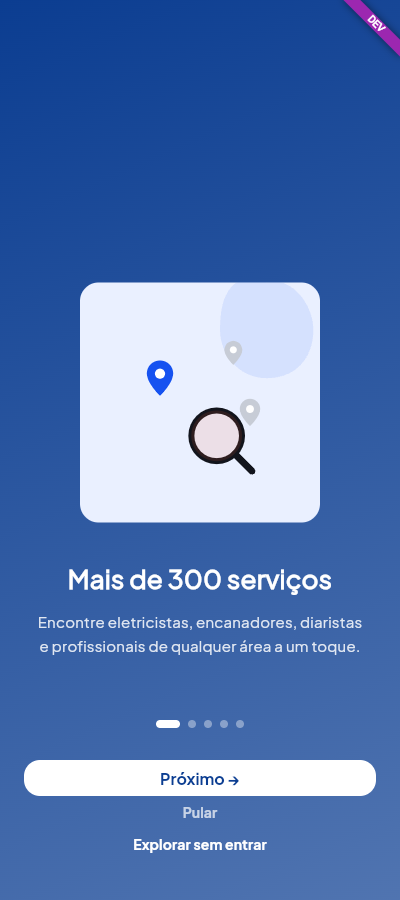 DEV
Mais de 300 serviços
Encontre eletricistas, encanadores, diaristas
e profissionais de qualquer área a um toque.
Próximo →
Pular
Explorar sem entrar